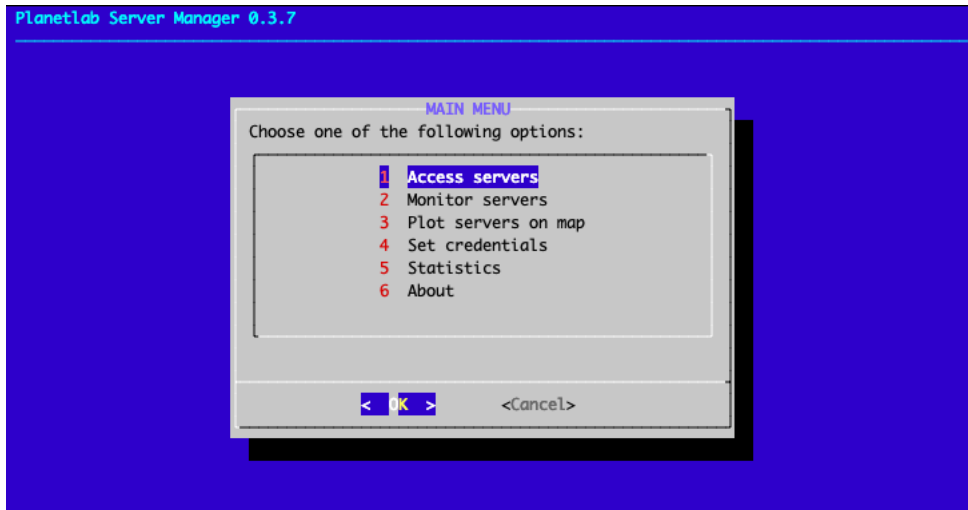 Planetlab Server Manager 0.3.7
MAIN MENU
Choose one of the following options:
1 Access servers
2 Monitor servers
3 Plot servers on map
4 Set credentials
5 Statistics
6 About
< OK > <Cancel>